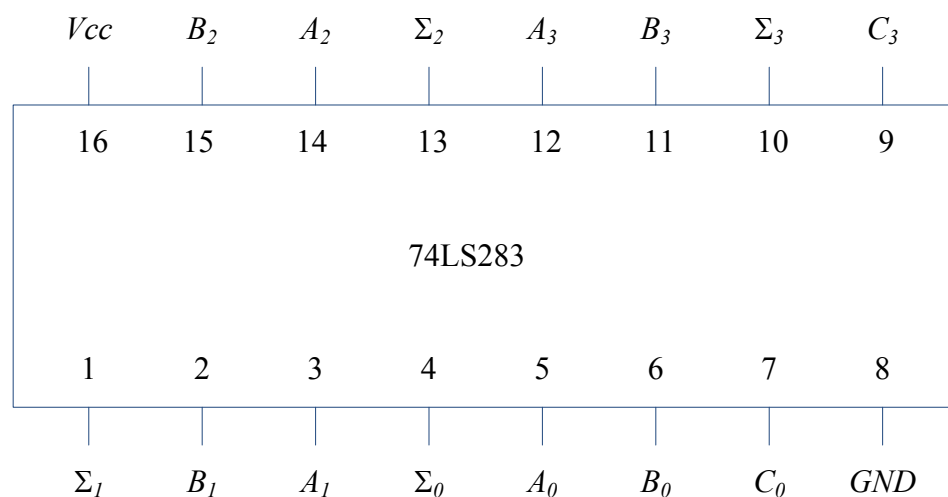 Vcc B₂ A₂ Σ₂ A₃ B₃ Σ₃ C₃
16 15 14 13 12 11 10 9
74LS283
1 2 3 4 5 6 7 8
Σ₁ B₁ A₁ Σ₀ A₀ B₀ C₀ GND